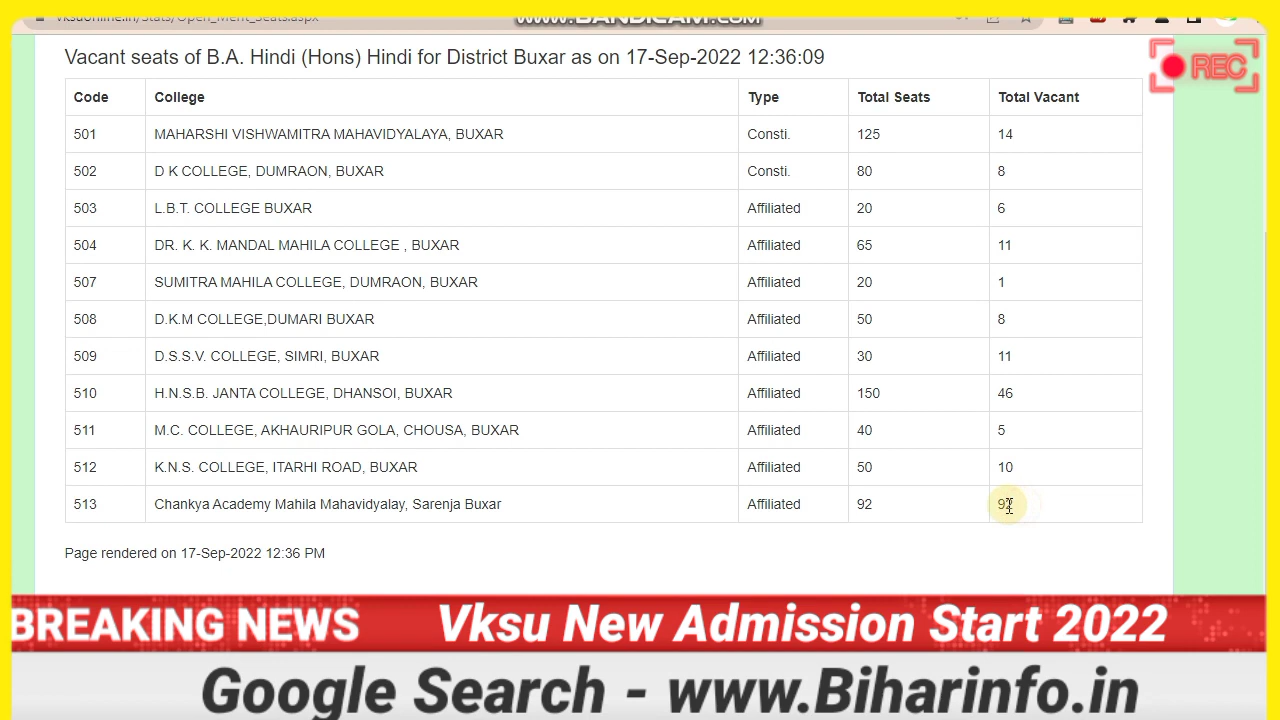 vksuonline.in/Stats/Open_Merit_Seats.aspx
www.BANDICAM.COM
REC
Vacant seats of B.A. Hindi (Hons) Hindi for District Buxar as on 17-Sep-2022 12:36:09
Code College Type Total Seats Total Vacant
501 MAHARSHI VISHWAMITRA MAHAVIDYALAYA, BUXAR Consti. 125 14
502 D K COLLEGE, DUMRAON, BUXAR Consti. 80 8
503 L.B.T. COLLEGE BUXAR Affiliated 20 6
504 DR. K. K. MANDAL MAHILA COLLEGE , BUXAR Affiliated 65 11
507 SUMITRA MAHILA COLLEGE, DUMRAON, BUXAR Affiliated 20 1
508 D.K.M COLLEGE,DUMARI BUXAR Affiliated 50 8
509 D.S.S.V. COLLEGE, SIMRI, BUXAR Affiliated 30 11
510 H.N.S.B. JANTA COLLEGE, DHANSOI, BUXAR Affiliated 150 46
511 M.C. COLLEGE, AKHAURIPUR GOLA, CHOUSA, BUXAR Affiliated 40 5
512 K.N.S. COLLEGE, ITARHI ROAD, BUXAR Affiliated 50 10
513 Chankya Academy Mahila Mahavidyalay, Sarenja Buxar Affiliated 92 92
Page rendered on 17-Sep-2022 12:36 PM
BREAKING NEWS Vksu New Admission Start 2022
Google Search - www.Biharinfo.in